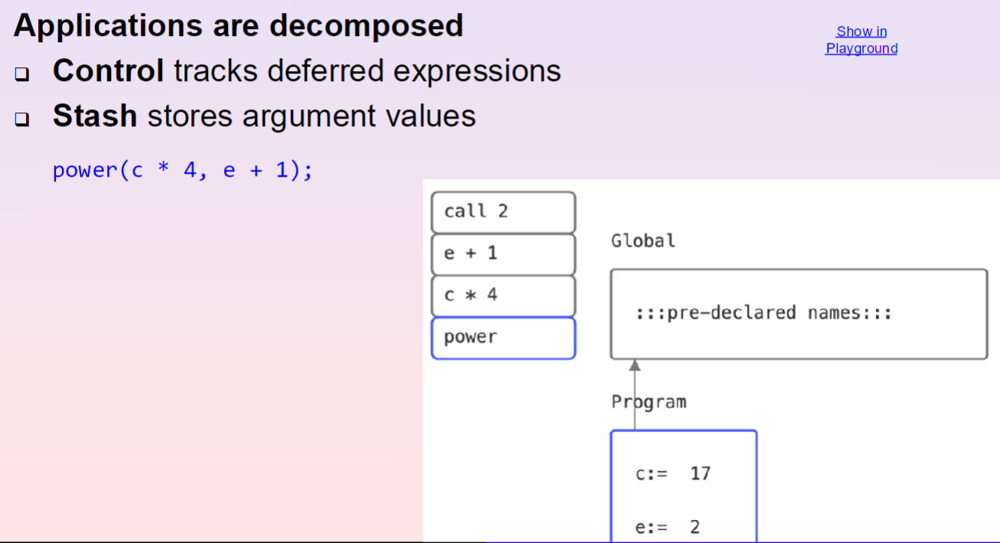 Applications are decomposed
Show in
Playground
Control tracks deferred expressions
Stash stores argument values
power(c * 4, e + 1);
call 2
e + 1
c * 4
power
Global
:::pre-declared names:::
Program
c:= 17
e:= 2